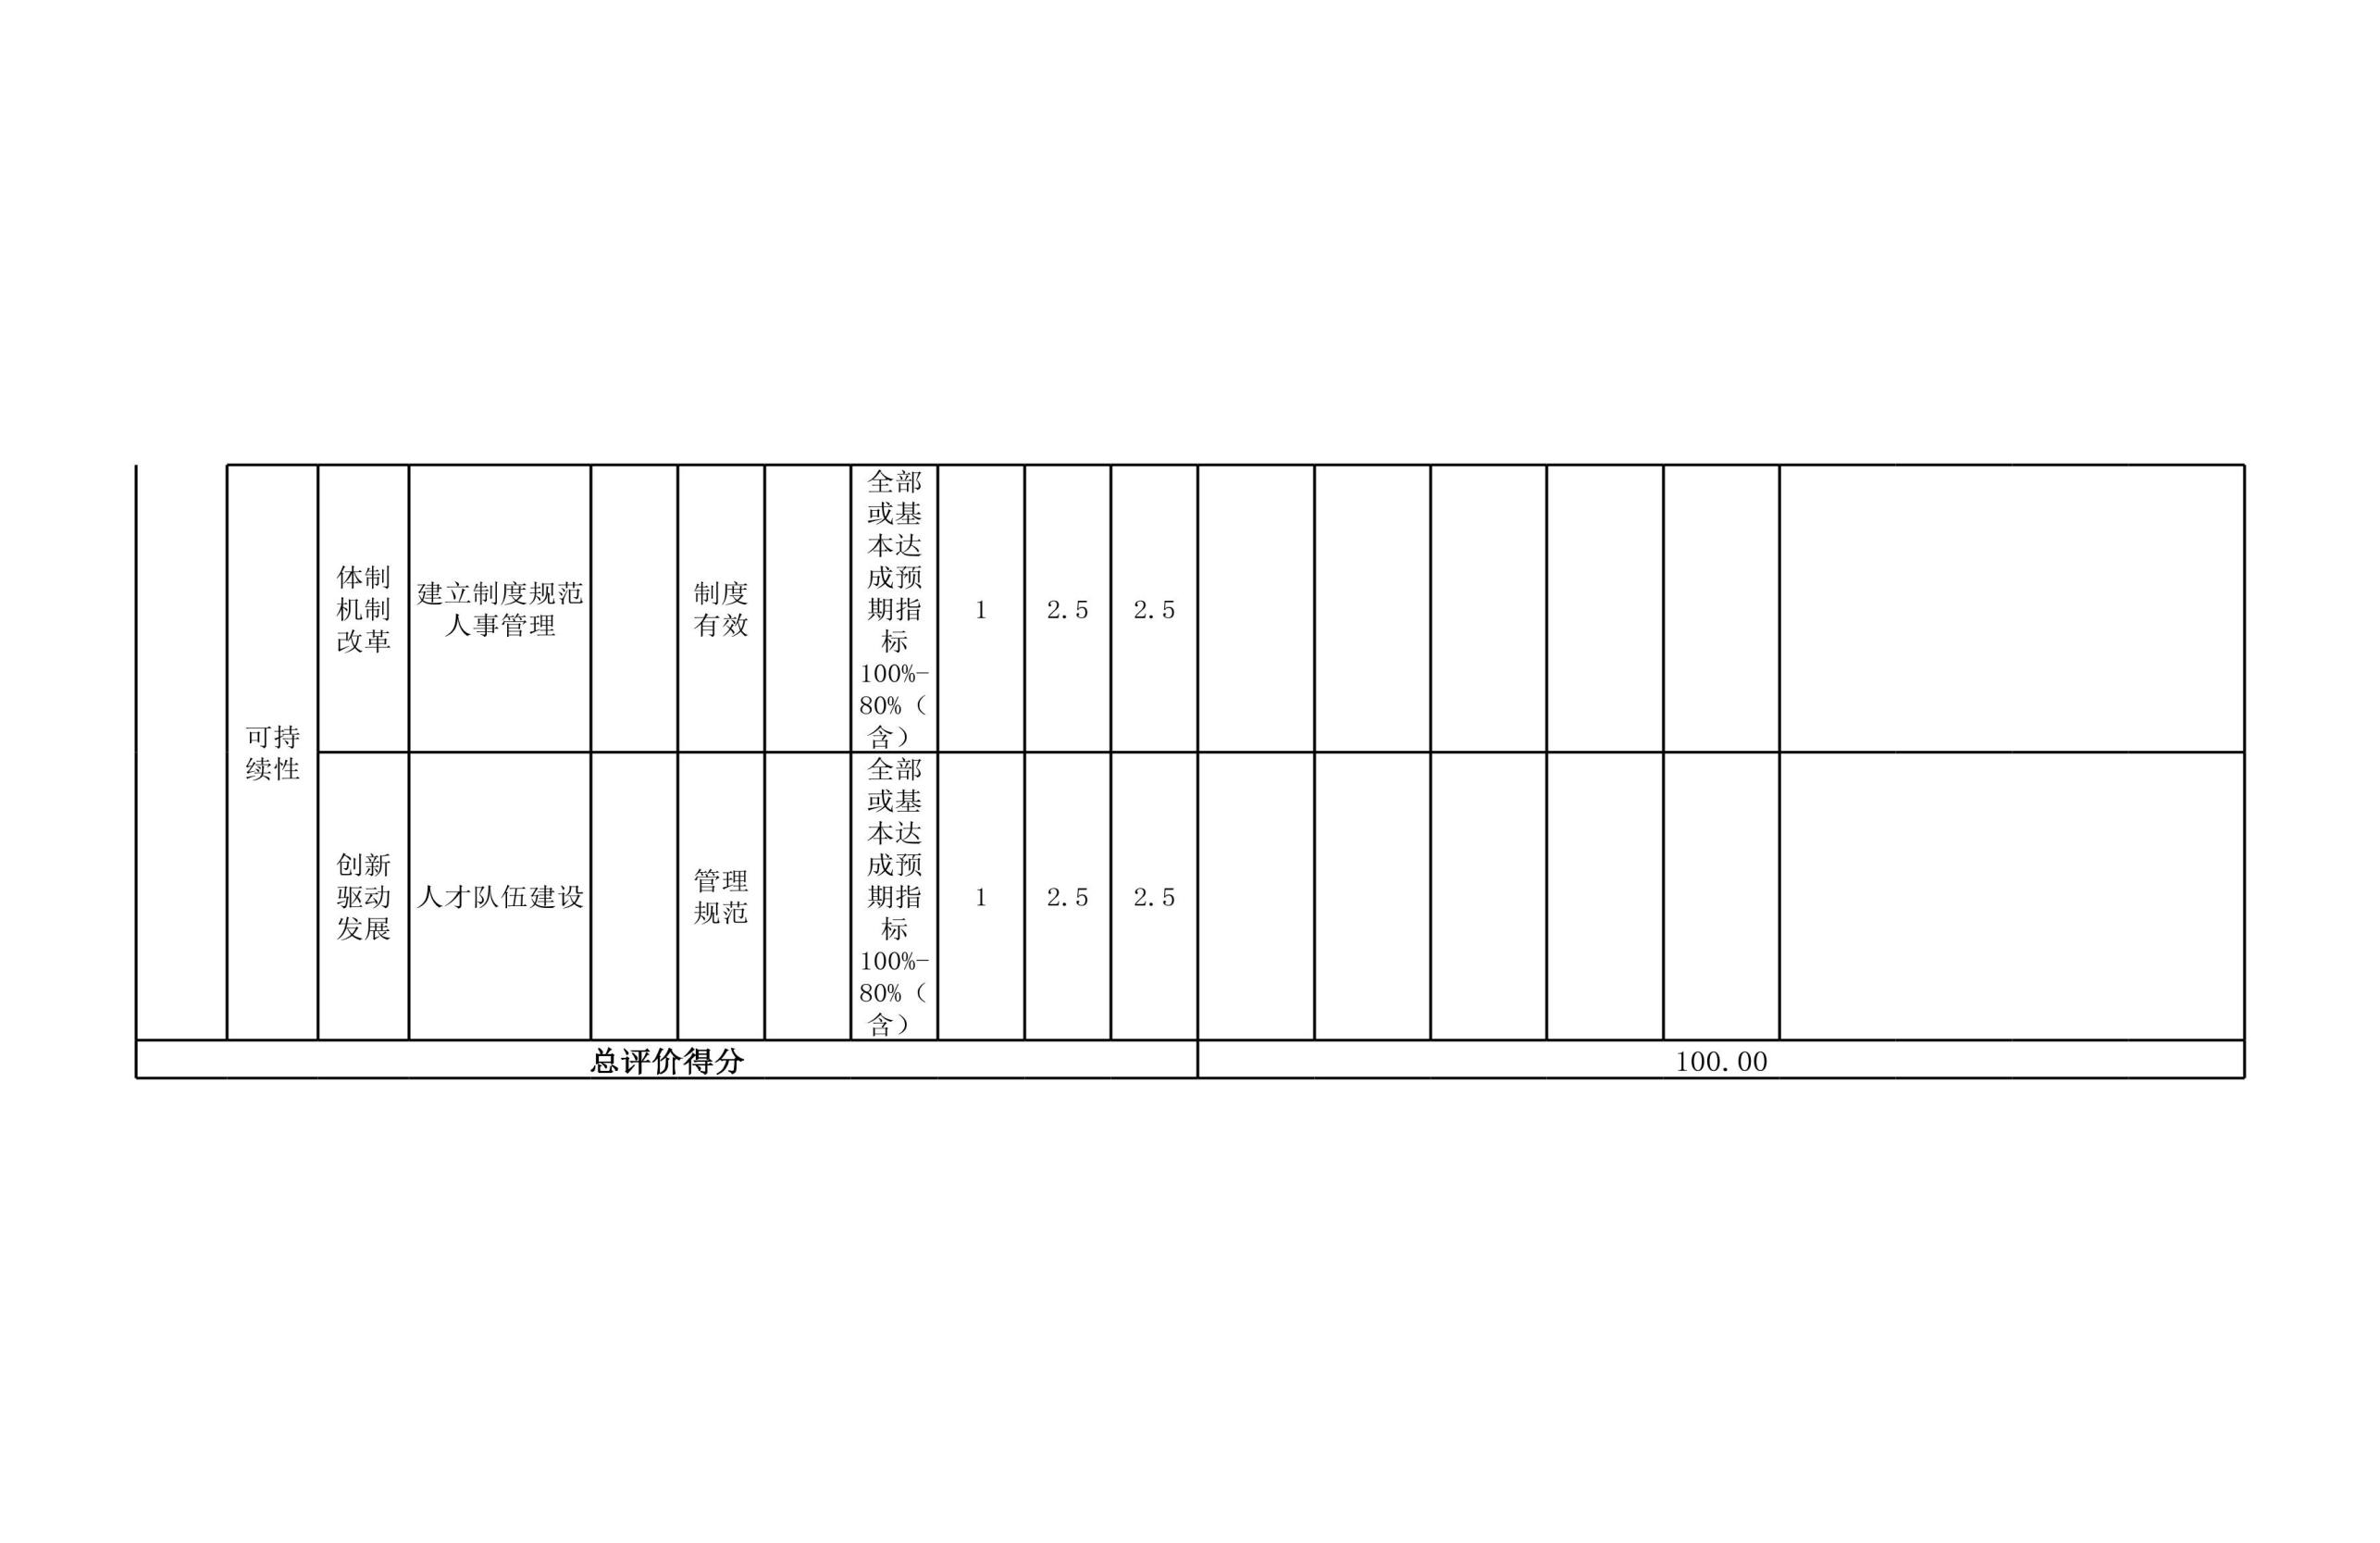 可持
续性
体制
机制
改革
建立制度规范
人事管理
制度
有效
全部
或基
本达
成预
期指
标
100%-
80%（
含）
1
2.5
2.5
创新
驱动
发展
人才队伍建设
管理
规范
全部
或基
本达
成预
期指
标
100%-
80%（
含）
1
2.5
2.5
总评价得分
100.00